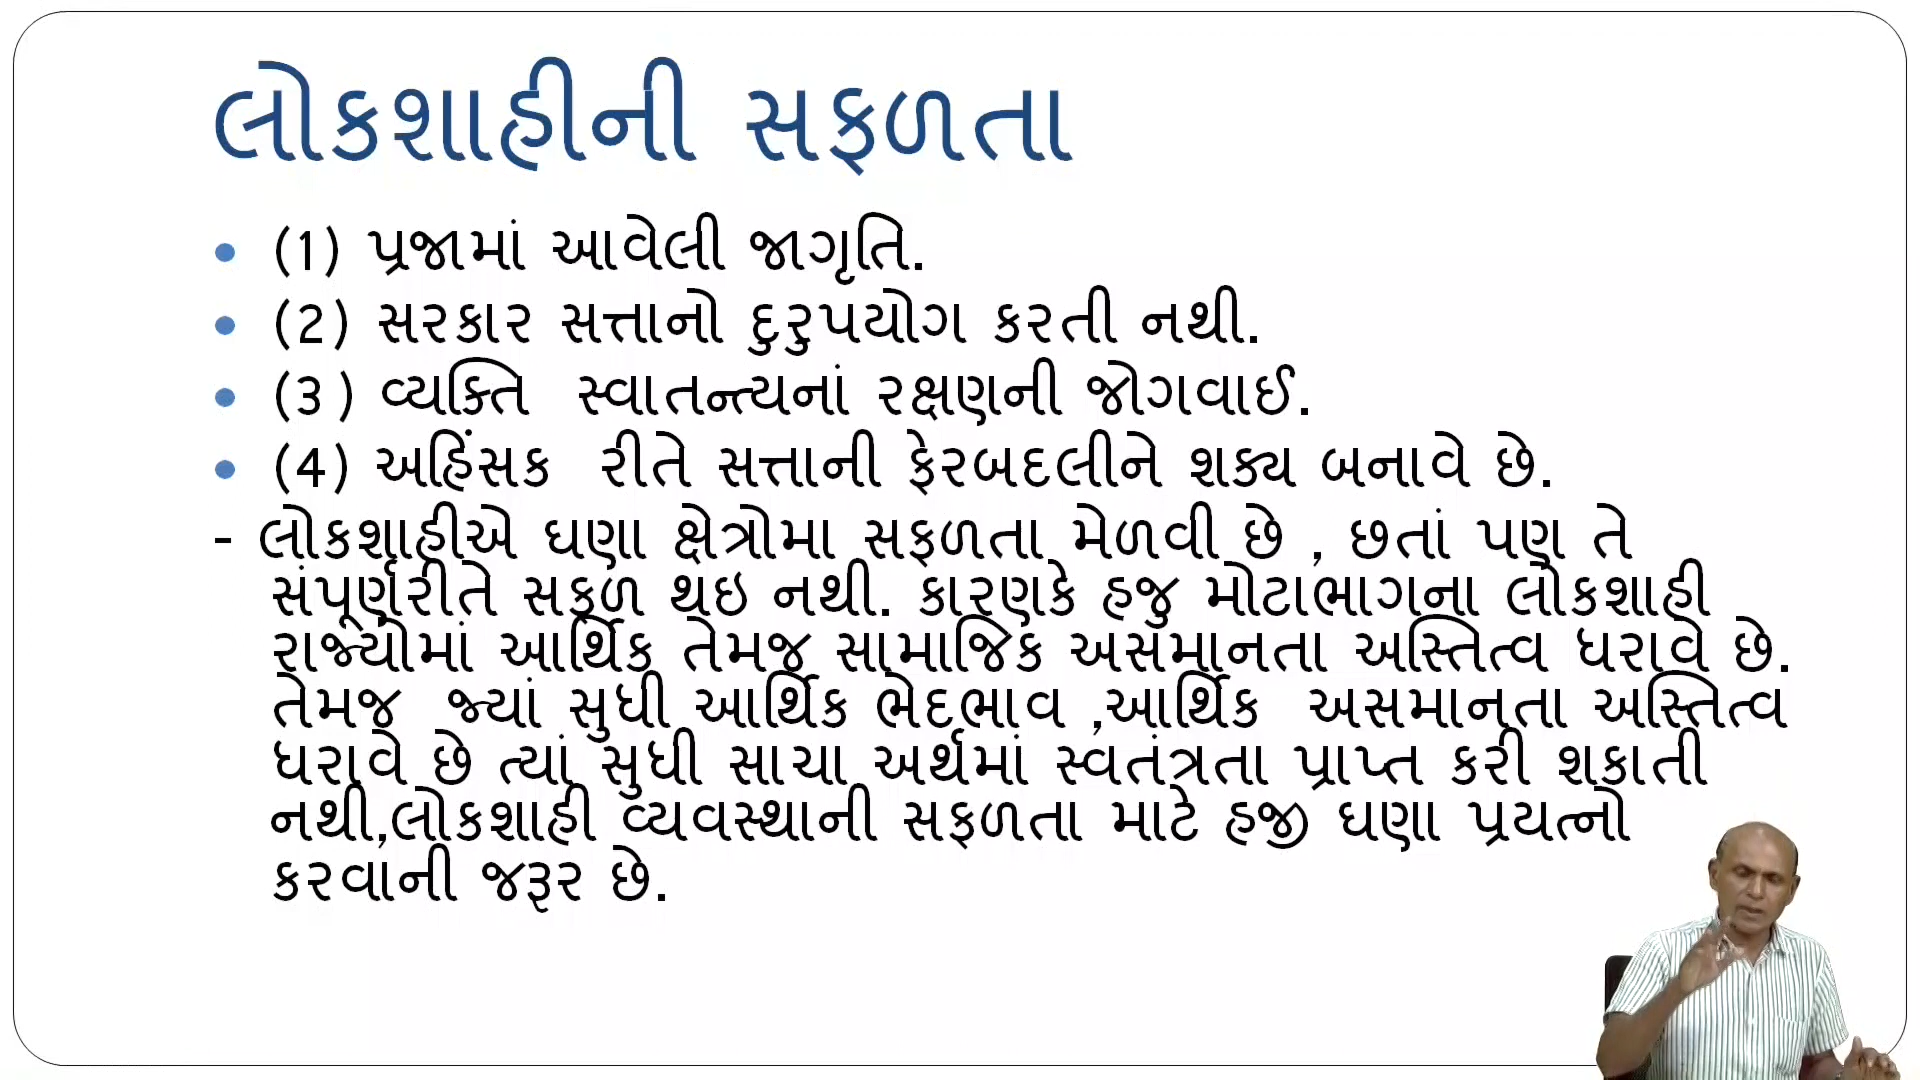 લોકશાહીની સફળતા
• (1) પ્રજામાં આવેલી જાગૃતિ.
• (2) સરકાર સત્તાનો દુરુપયોગ કરતી નથી.
• (3) વ્યક્તિ સ્વાતન્ત્યનાં રક્ષણની જોગવાઈ.
• (4) અહિંસક રીતે સત્તાની ફેરબદલીને શક્ય બનાવે છે.
- લોકશાહીએ ઘણા ક્ષેત્રોમા સફળતા મેળવી છે , છતાં પણ તે
સંપૂર્ણરીતે સફળ થઇ નથી. કારણકે હજુ મોટાભાગના લોકશાહી
રાજ્યોમાં આર્થિક તેમજ સામાજિક અસમાનતા અસ્તિત્વ ધરાવે છે.
તેમજ જ્યાં સુધી આર્થિક ભેદભાવ ,આર્થિક અસમાનતા અસ્તિત્વ
ધરાવે છે ત્યાં સુધી સાચા અર્થમાં સ્વતંત્રતા પ્રાપ્ત કરી શકાતી
નથી,લોકશાહી વ્યવસ્થાની સફળતા માટે હજી ઘણા પ્રયત્નો
કરવાની જરૂર છે.